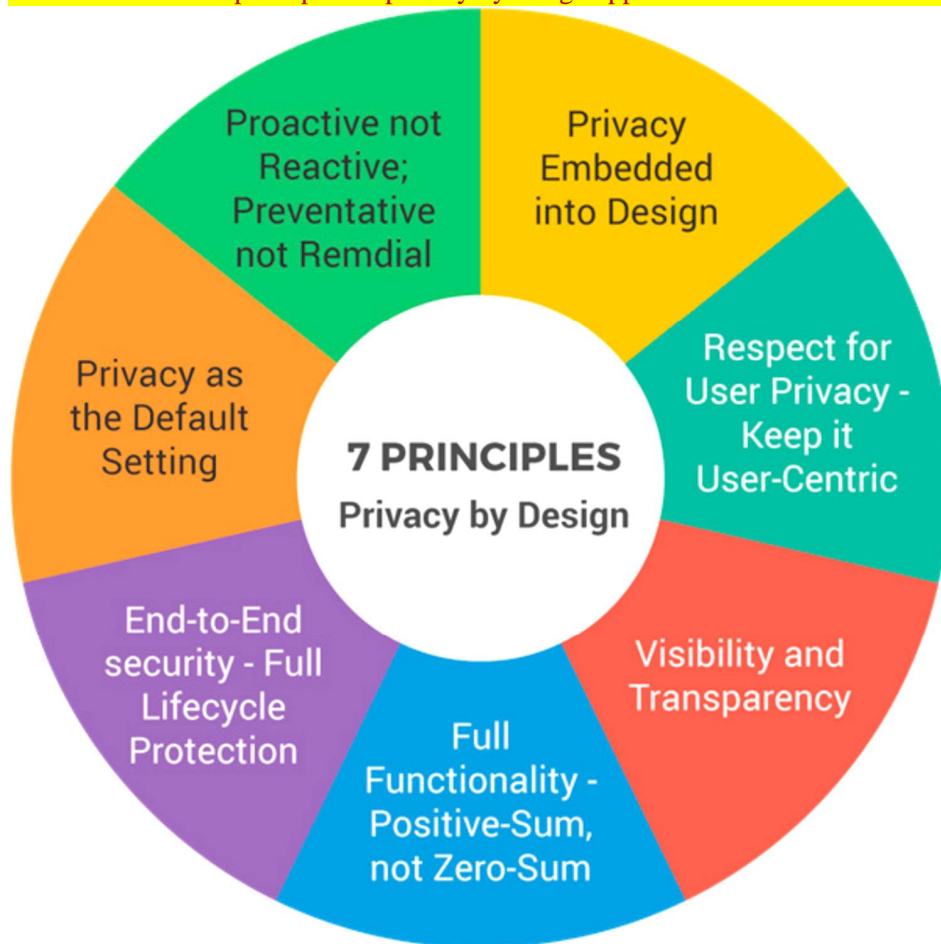 Proactive not
Reactive;
Preventative
not Remdial
Privacy
Embedded
into Design
Respect for
User Privacy -
Keep it
User-Centric
Privacy as
the Default
Setting
7 PRINCIPLES
Privacy by Design
End-to-End
security - Full
Lifecycle
Protection
Visibility and
Transparency
Full
Functionality -
Positive-Sum,
not Zero-Sum